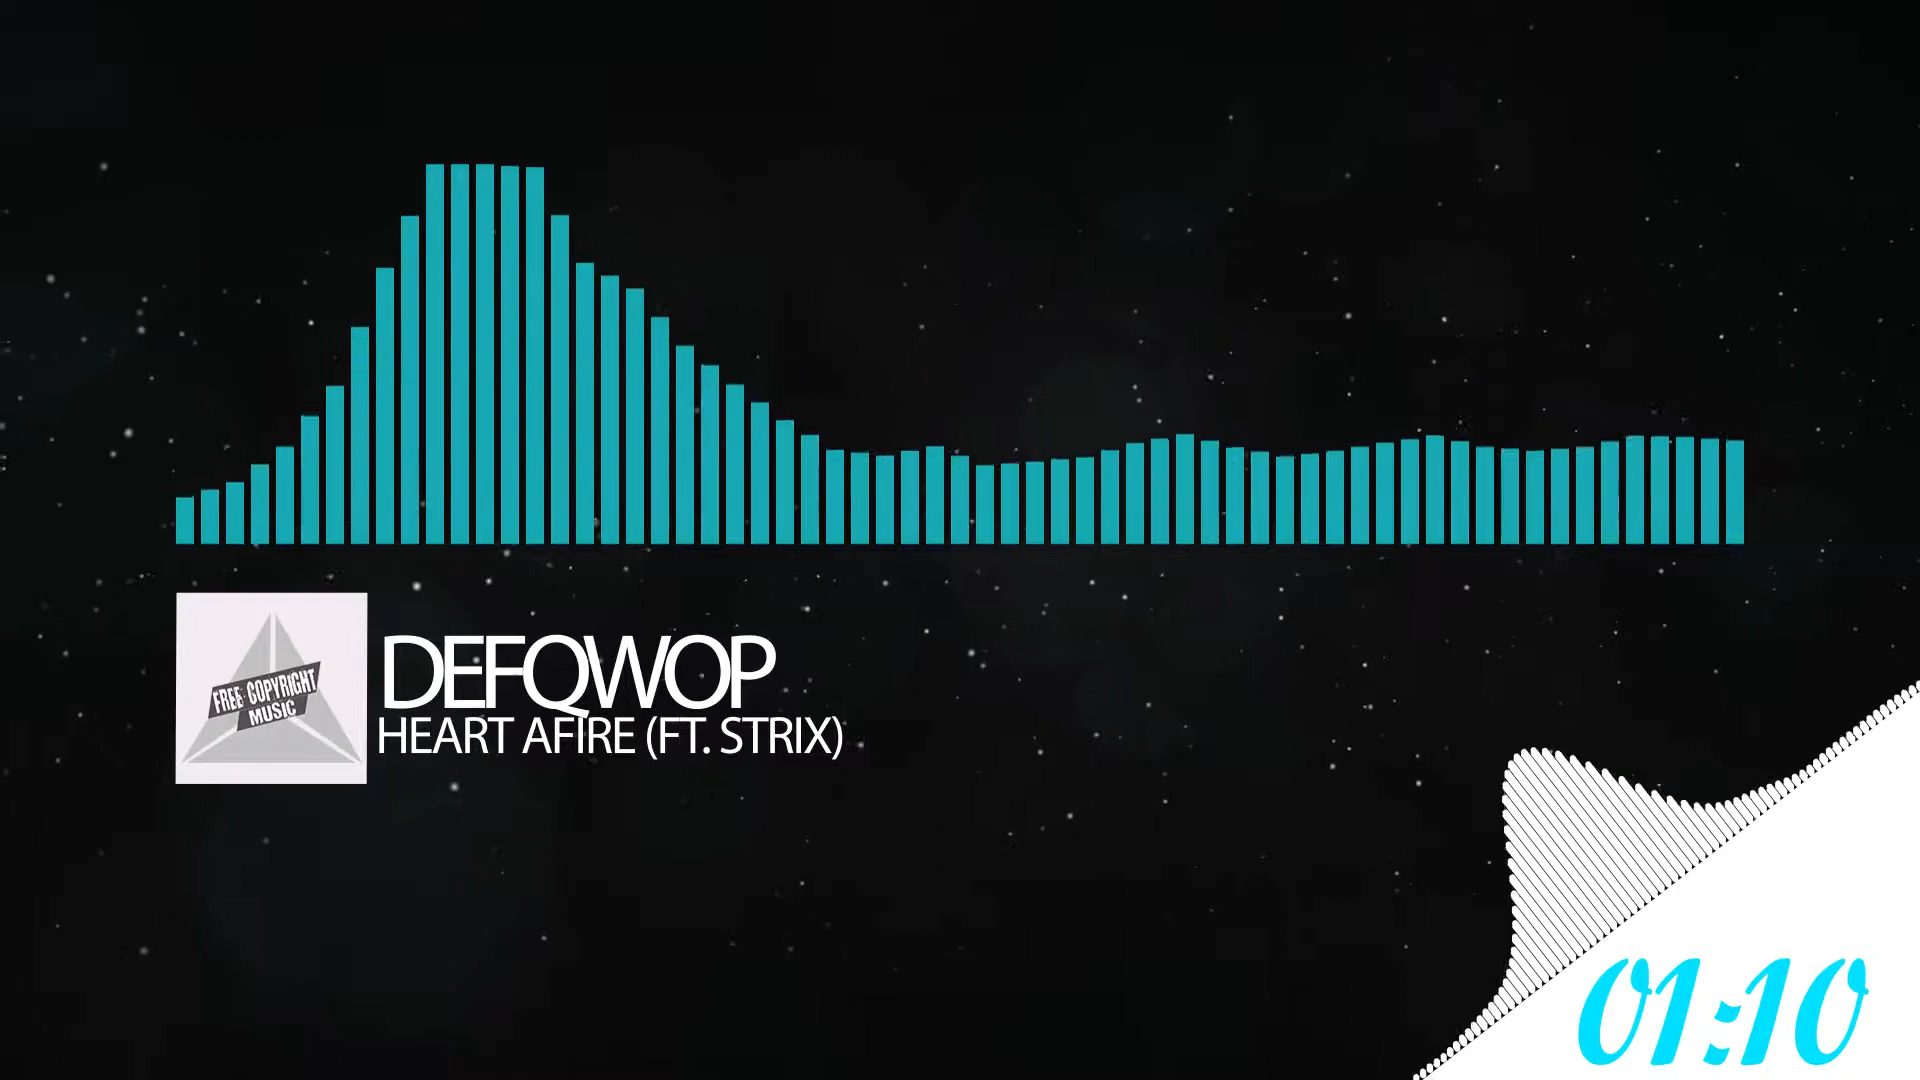 DEFQWOP
HEART AFIRE (FT. STRIX)
FREE COPYRIGHT
MUSIC
01:10